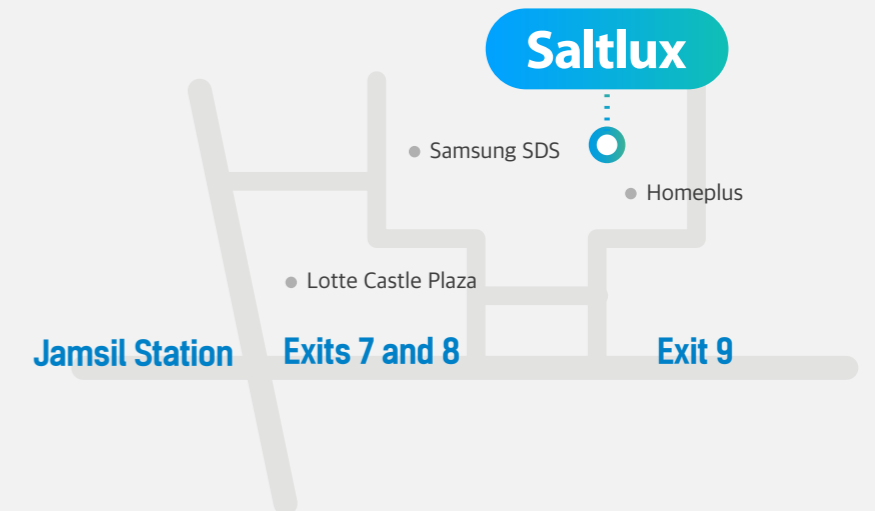 Saltlux
Samsung SDS
Homeplus
Lotte Castle Plaza
Jamsil Station
Exits 7 and 8
Exit 9